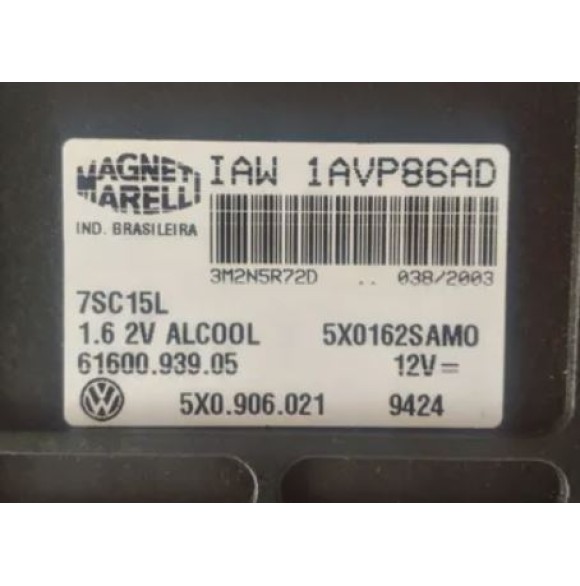 MAGNETI MARELLI
IAW 1AVP86AD
IND. BRASILEIRA
3M2N5R72D .. 038/2003
7SC15L
1.6 2V ALCOOL 5X0162SAMO
61600.939.05 12V
5X0.906.021 9424